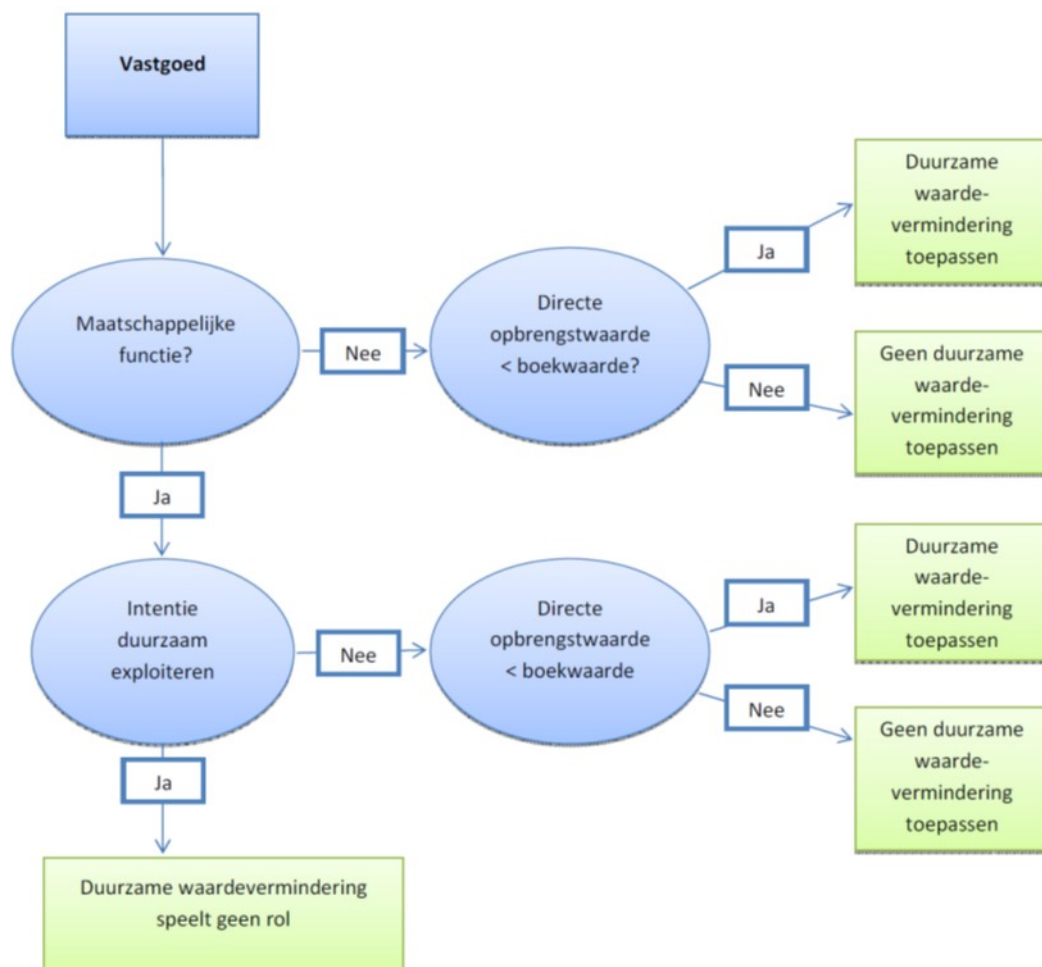 Vastgoed
Maatschappelijke
functie?
Nee
Directe
opbrengstwaarde
< boekwaarde?
Ja
Duurzame
waarde-
vermindering
toepassen
Nee
Geen duurzame
waarde-
vermindering
toepassen
Ja
Intentie
duurzaam
exploiteren
Nee
Directe
opbrengstwaarde
< boekwaarde
Ja
Duurzame
waarde-
vermindering
toepassen
Nee
Geen duurzame
waarde-
vermindering
toepassen
Ja
Duurzame waardevermindering
speelt geen rol